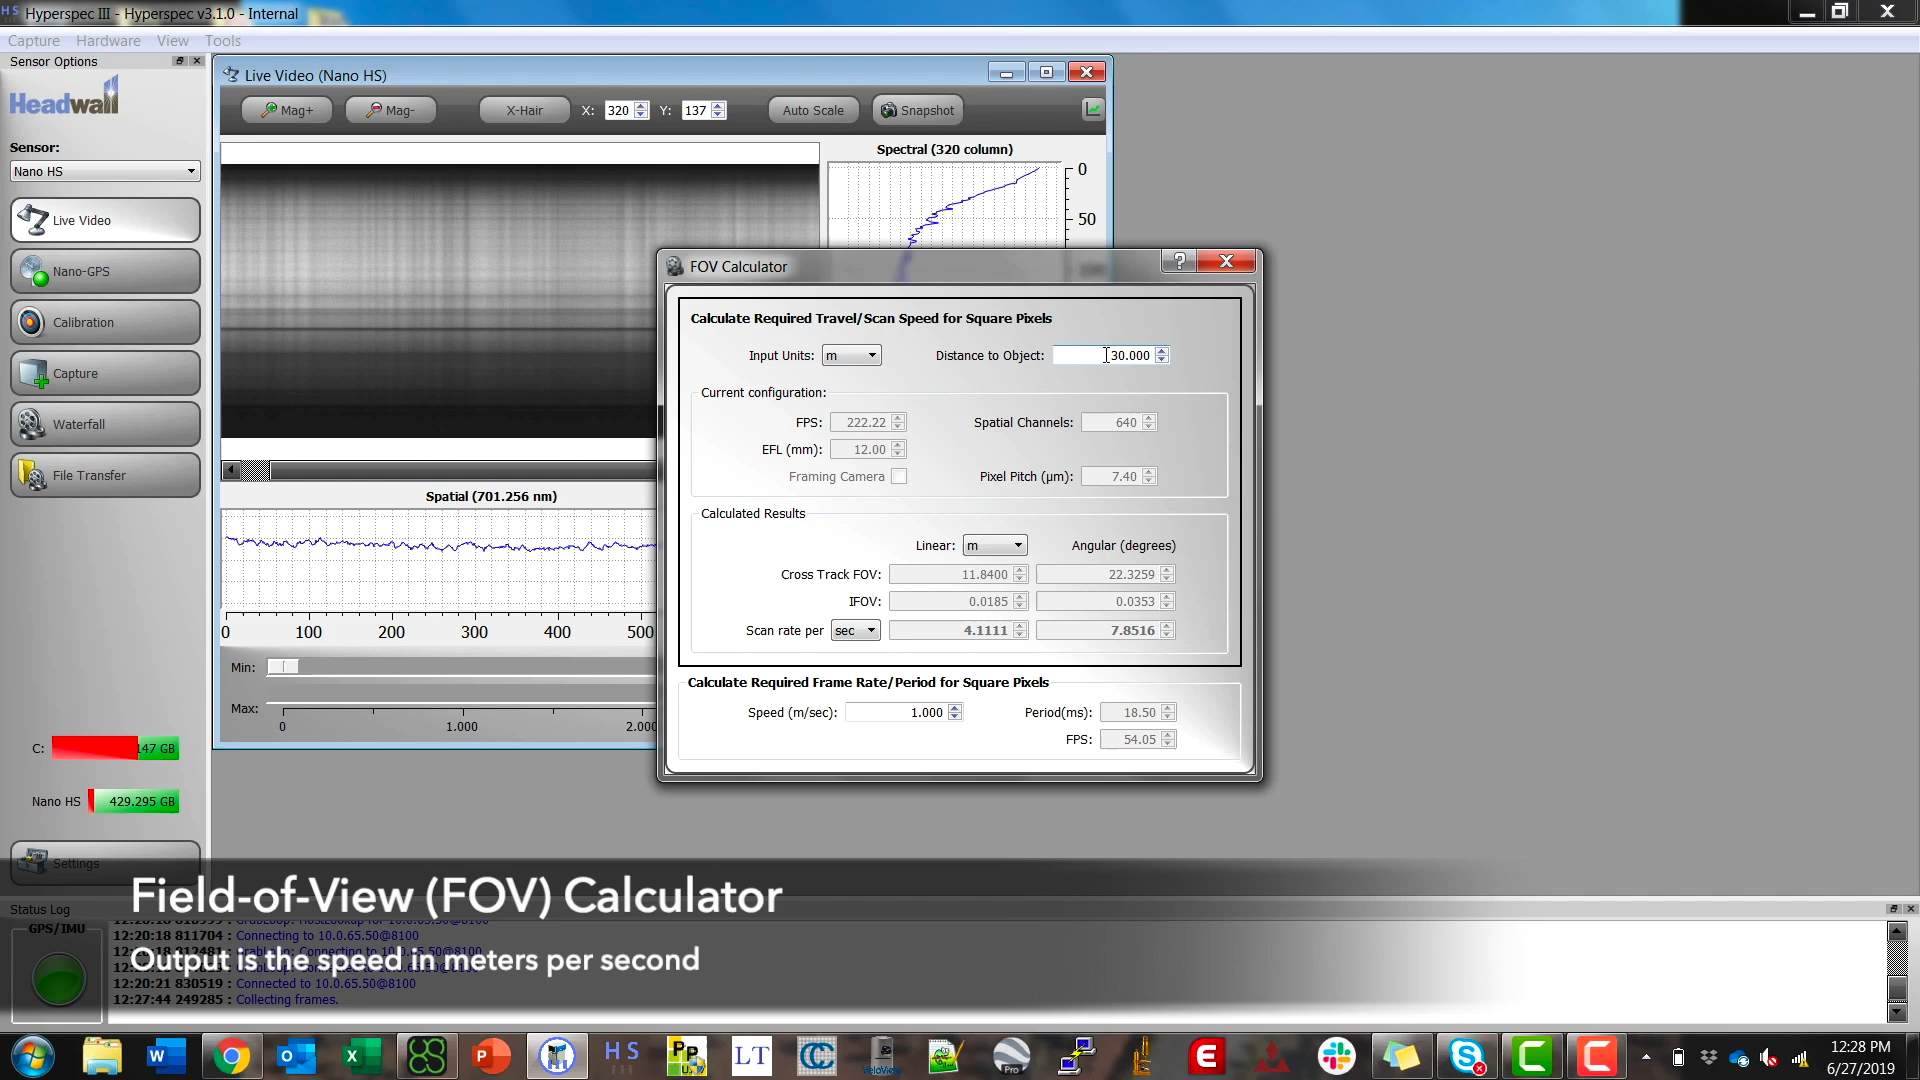 Hyperspec III - Hyperspec v3.1.0 - Internal
Capture Hardware View Tools
Sensor Options
Headwall
Sensor:
Nano HS
Live Video
Nano-GPS
Calibration
Capture
Waterfall
File Transfer
C: 147 GB
Nano HS 429.295 GB
Settings
Live Video (Nano HS)
Mag+ Mag- X-Hair X: 320 Y: 137 Auto Scale Snapshot
Spectral (320 column)
0
50
Spatial (701.256 nm)
0 100 200 300 400 500
Min:
Max:
0 1.000 2.000
FOV Calculator
Calculate Required Travel/Scan Speed for Square Pixels
Input Units: m Distance to Object: 30.000
Current configuration:
FPS: 222.22 Spatial Channels: 640
EFL (mm): 12.00
Framing Camera Pixel Pitch (µm): 7.40
Calculated Results
Linear: m Angular (degrees)
Cross Track FOV: 11.8400 22.3259
IFOV: 0.0185 0.0353
Scan rate per sec 4.1111 7.8516
Calculate Required Frame Rate/Period for Square Pixels
Speed (m/sec): 1.000 Period(ms): 18.50
FPS: 54.05
Field-of-View (FOV) Calculator
Output is the speed in meters per second
Status Log
GPS/IMU
12:20:18 811704 : Connecting to 10.0.65.50@8100
12:20:21 830519 : Connected to 10.0.65.50@8100
12:27:44 249285 : Collecting frames.
HS
LT
Pro
12:28 PM
6/27/2019